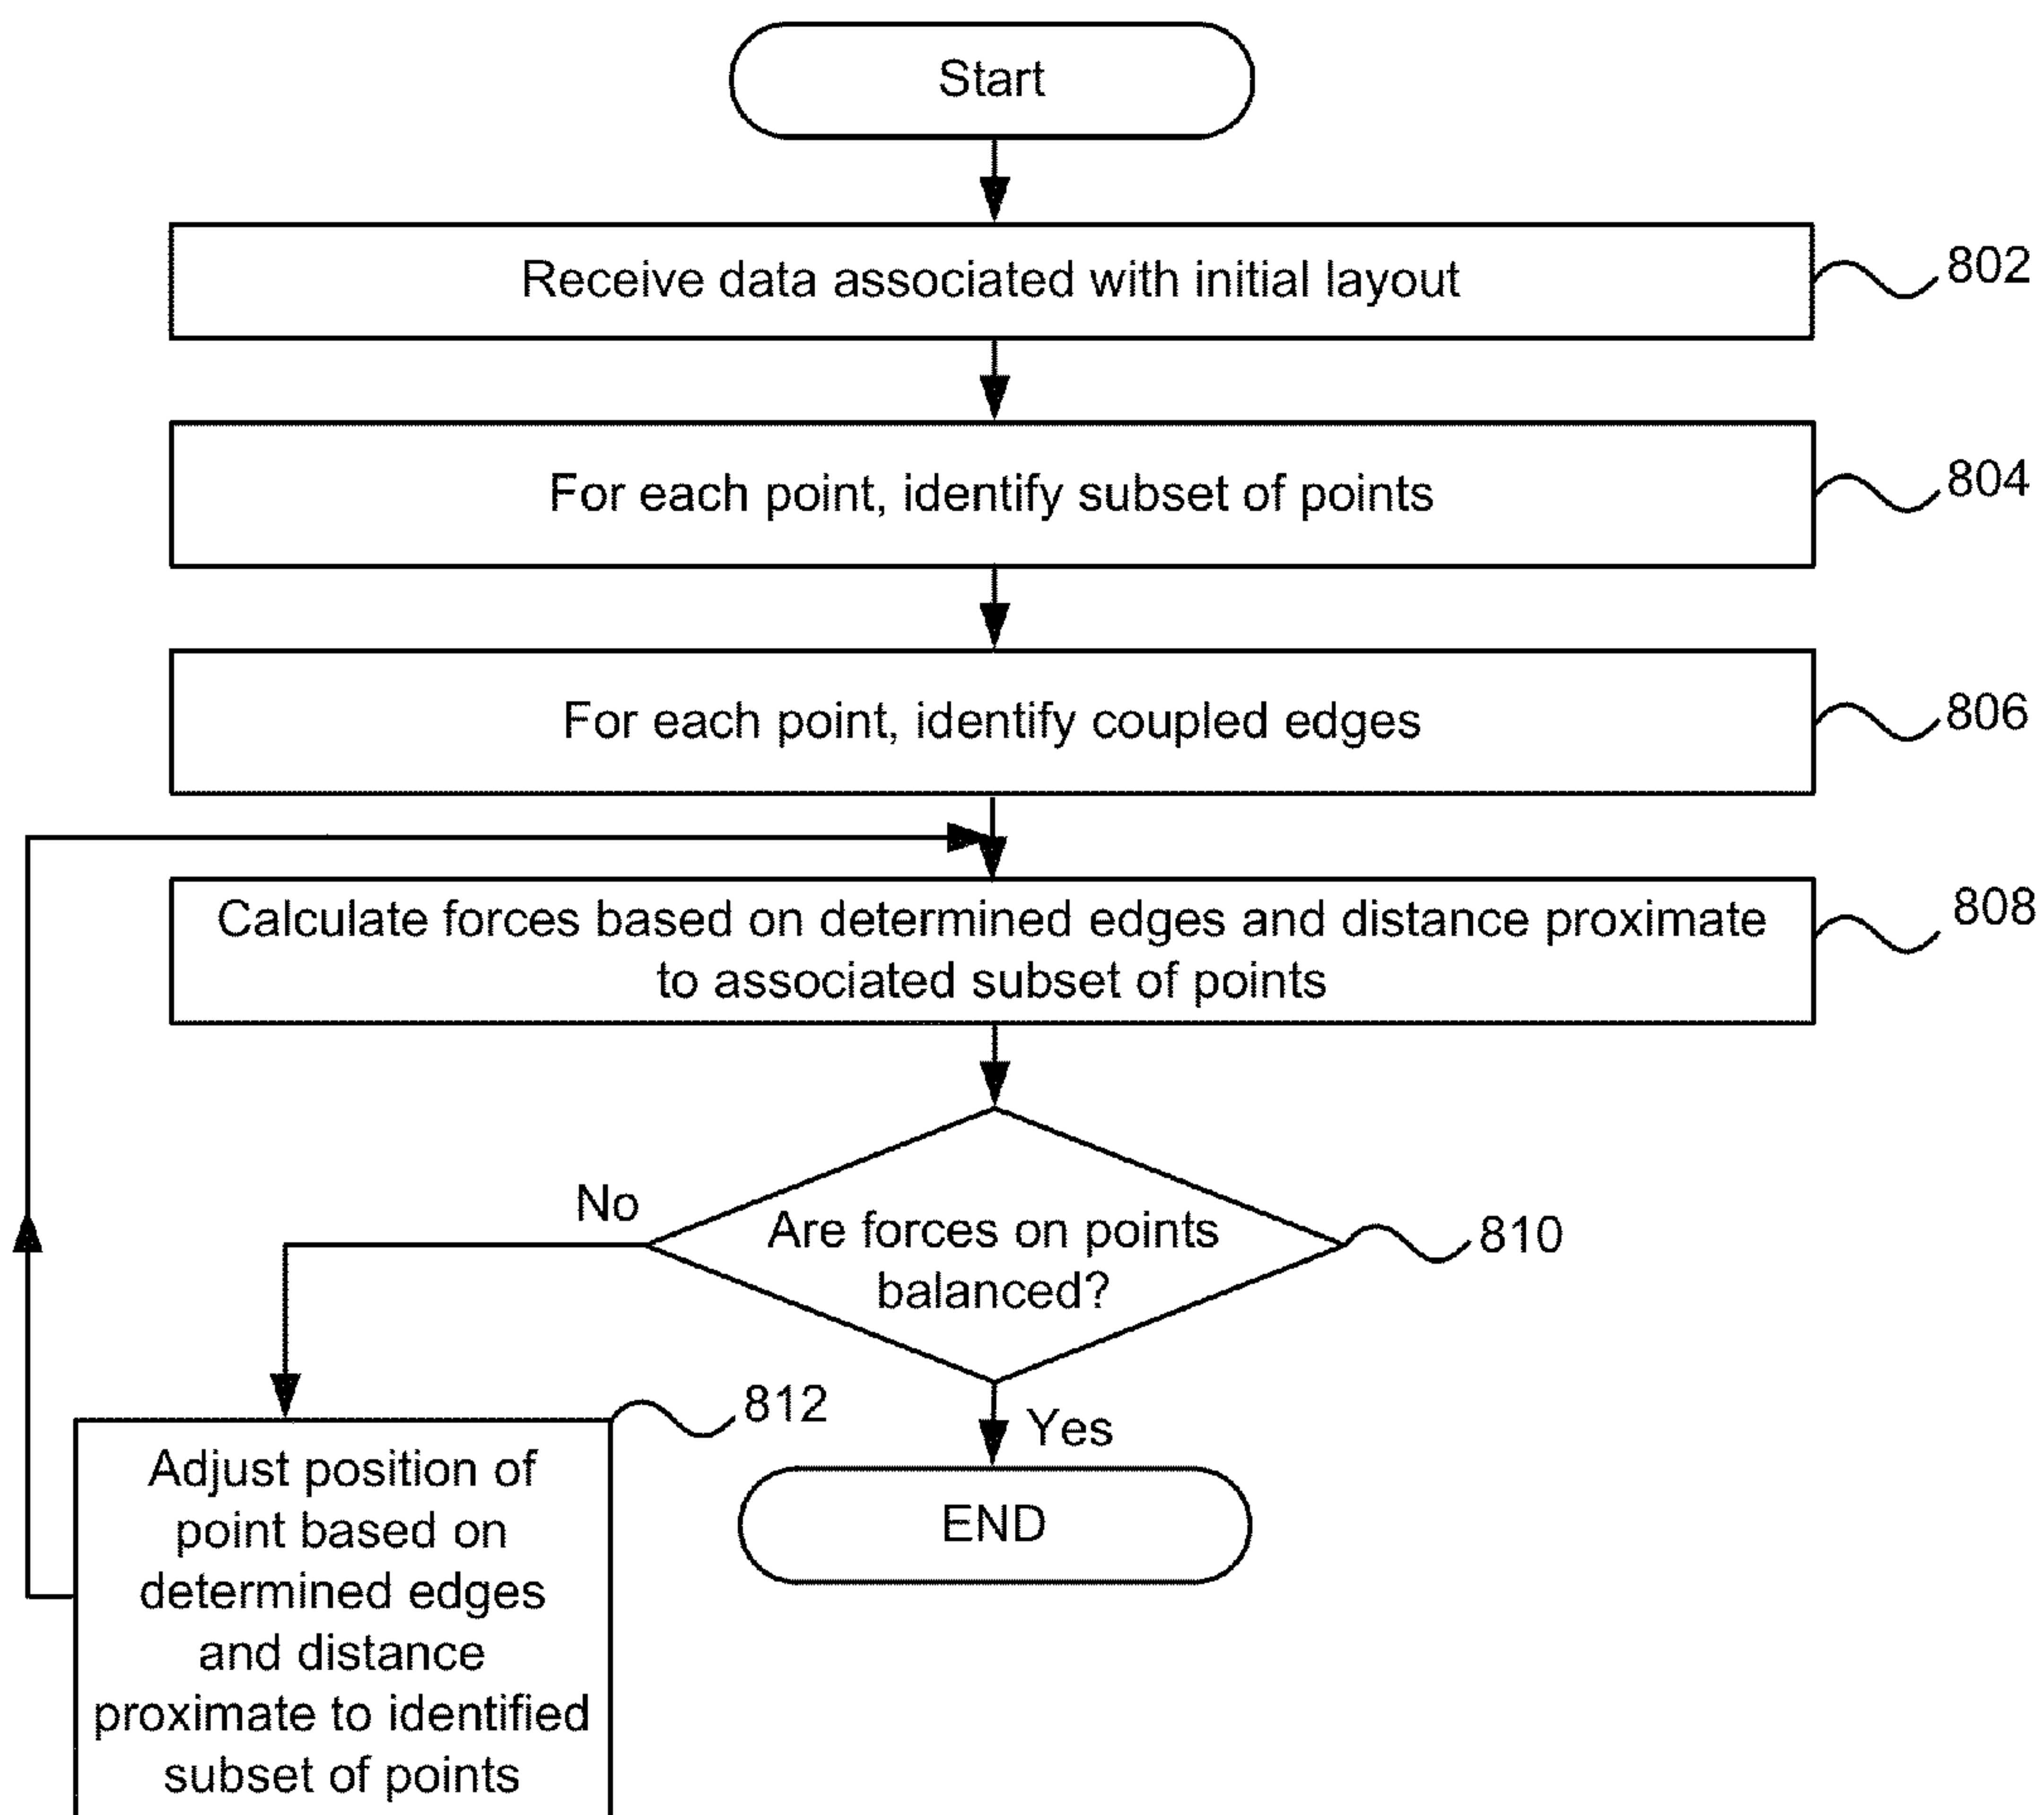 Start
Receive data associated with initial layout
802
For each point, identify subset of points
804
For each point, identify coupled edges
806
Calculate forces based on determined edges and distance proximate
to associated subset of points
808
No
Are forces on points
balanced?
810
Yes
812
Adjust position of
point based on
determined edges
and distance
proximate to identified
subset of points
END